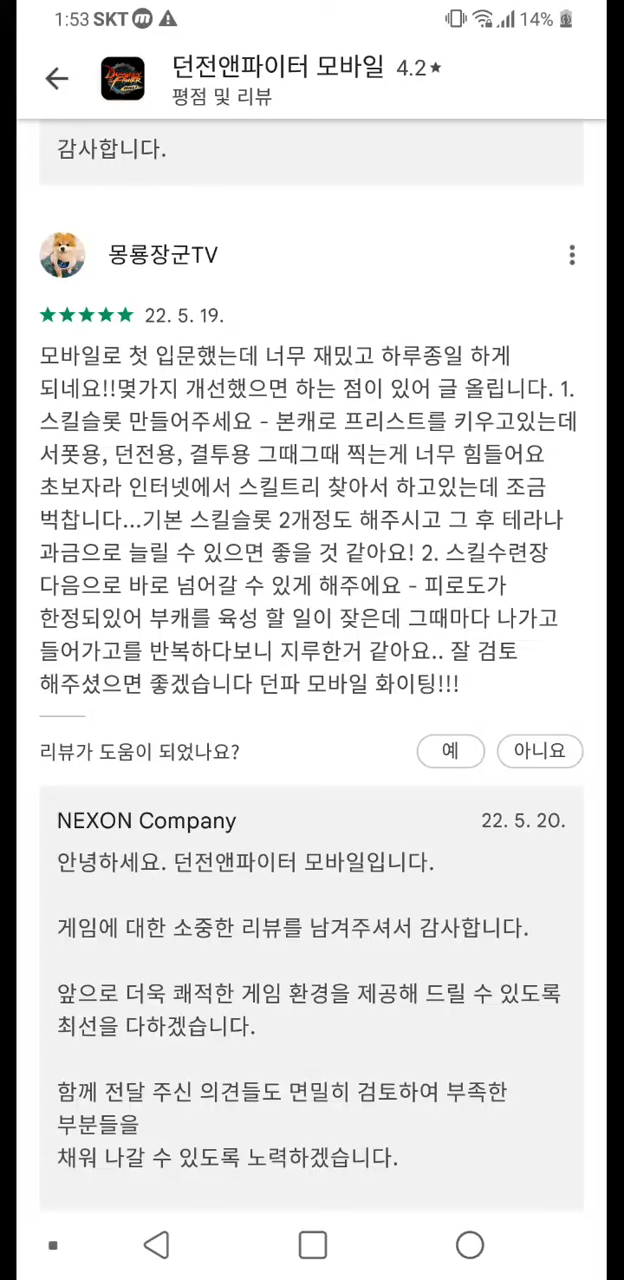 1:53 SKT m
14%
던전앤파이터 모바일 4.2★
평점 및 리뷰
감사합니다.
몽룡장군TV
★★★★★ 22. 5. 19.
모바일로 첫 입문했는데 너무 재밌고 하루종일 하게
되네요!!몇가지 개선했으면 하는 점이 있어 글 올립니다. 1.
스킬슬롯 만들어주세요 - 본캐로 프리스트를 키우고있는데
서폿용, 던전용, 결투용 그때그때 찍는게 너무 힘들어요
초보자라 인터넷에서 스킬트리 찾아서 하고있는데 조금
벅찹니다...기본 스킬슬롯 2개정도 해주시고 그 후 테라나
과금으로 늘릴 수 있으면 좋을 것 같아요! 2. 스킬수련장
다음으로 바로 넘어갈 수 있게 해주에요 - 피로도가
한정되있어 부캐를 육성 할 일이 잦은데 그때마다 나가고
들어가고를 반복하다보니 지루한거 같아요.. 잘 검토
해주셨으면 좋겠습니다 던파 모바일 화이팅!!!
리뷰가 도움이 되었나요?
예
아니요
NEXON Company
22. 5. 20.
안녕하세요. 던전앤파이터 모바일입니다.
게임에 대한 소중한 리뷰를 남겨주셔서 감사합니다.
앞으로 더욱 쾌적한 게임 환경을 제공해 드릴 수 있도록
최선을 다하겠습니다.
함께 전달 주신 의견들도 면밀히 검토하여 부족한
부분들을
채워 나갈 수 있도록 노력하겠습니다.